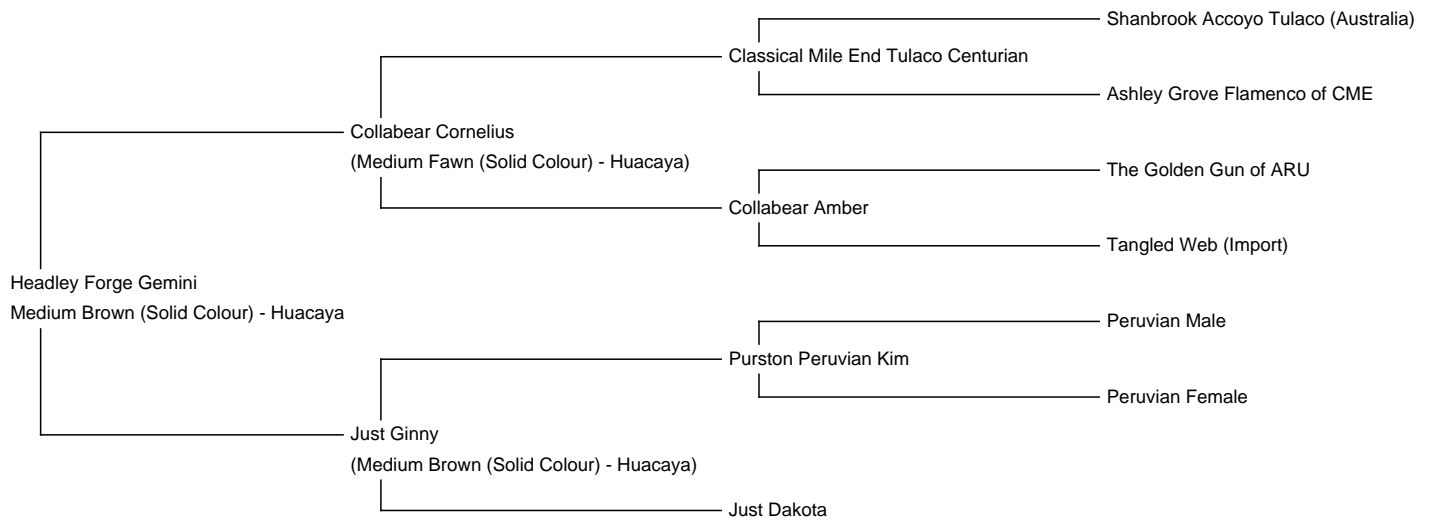 Shanbrook Accoyo Tulaco (Australia)
Classical Mile End Tulaco Centurian
Ashley Grove Flamenco of CME
Collabear Cornelius
(Medium Fawn (Solid Colour) - Huacaya)
The Golden Gun of ARU
Collabear Amber
Tangled Web (Import)
Headley Forge Gemini
Medium Brown (Solid Colour) - Huacaya
Peruvian Male
Purston Peruvian Kim
Peruvian Female
Just Ginny
(Medium Brown (Solid Colour) - Huacaya)
Just Dakota